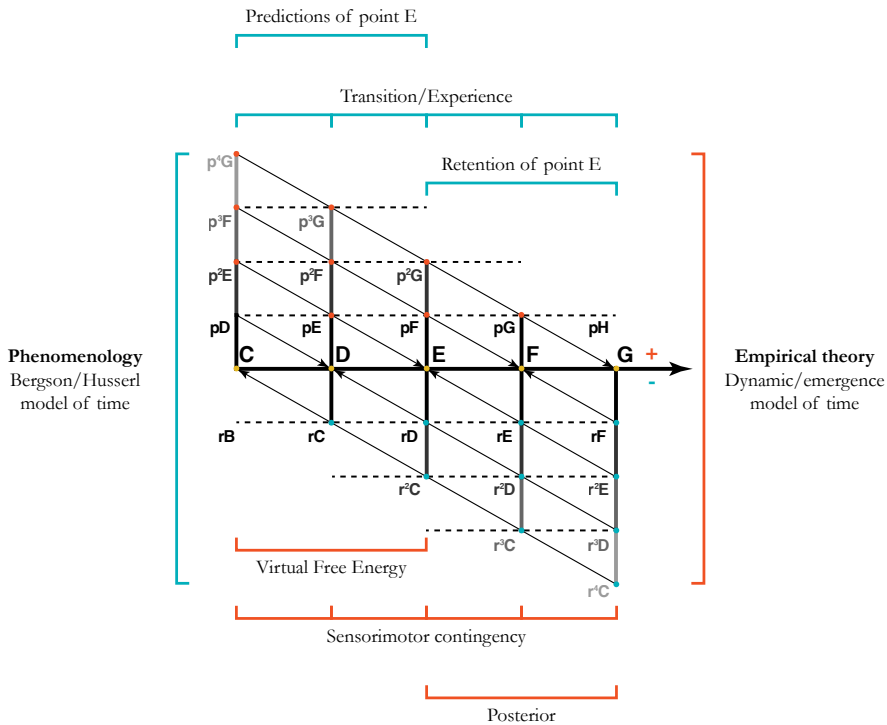 Predictions of point E
Transition/Experience
Retention of point E
p⁴G
p³F p³G
p²E p²F p²G
pD pE pF pG pH
C D E F G +
-
Phenomenology
Bergson/Husserl
model of time
Empirical theory
Dynamic/emergence
model of time
rB rC rD rE rF
r²C r²D r²E
r³C r³D
r⁴C
Virtual Free Energy
Sensorimotor contingency
Posterior